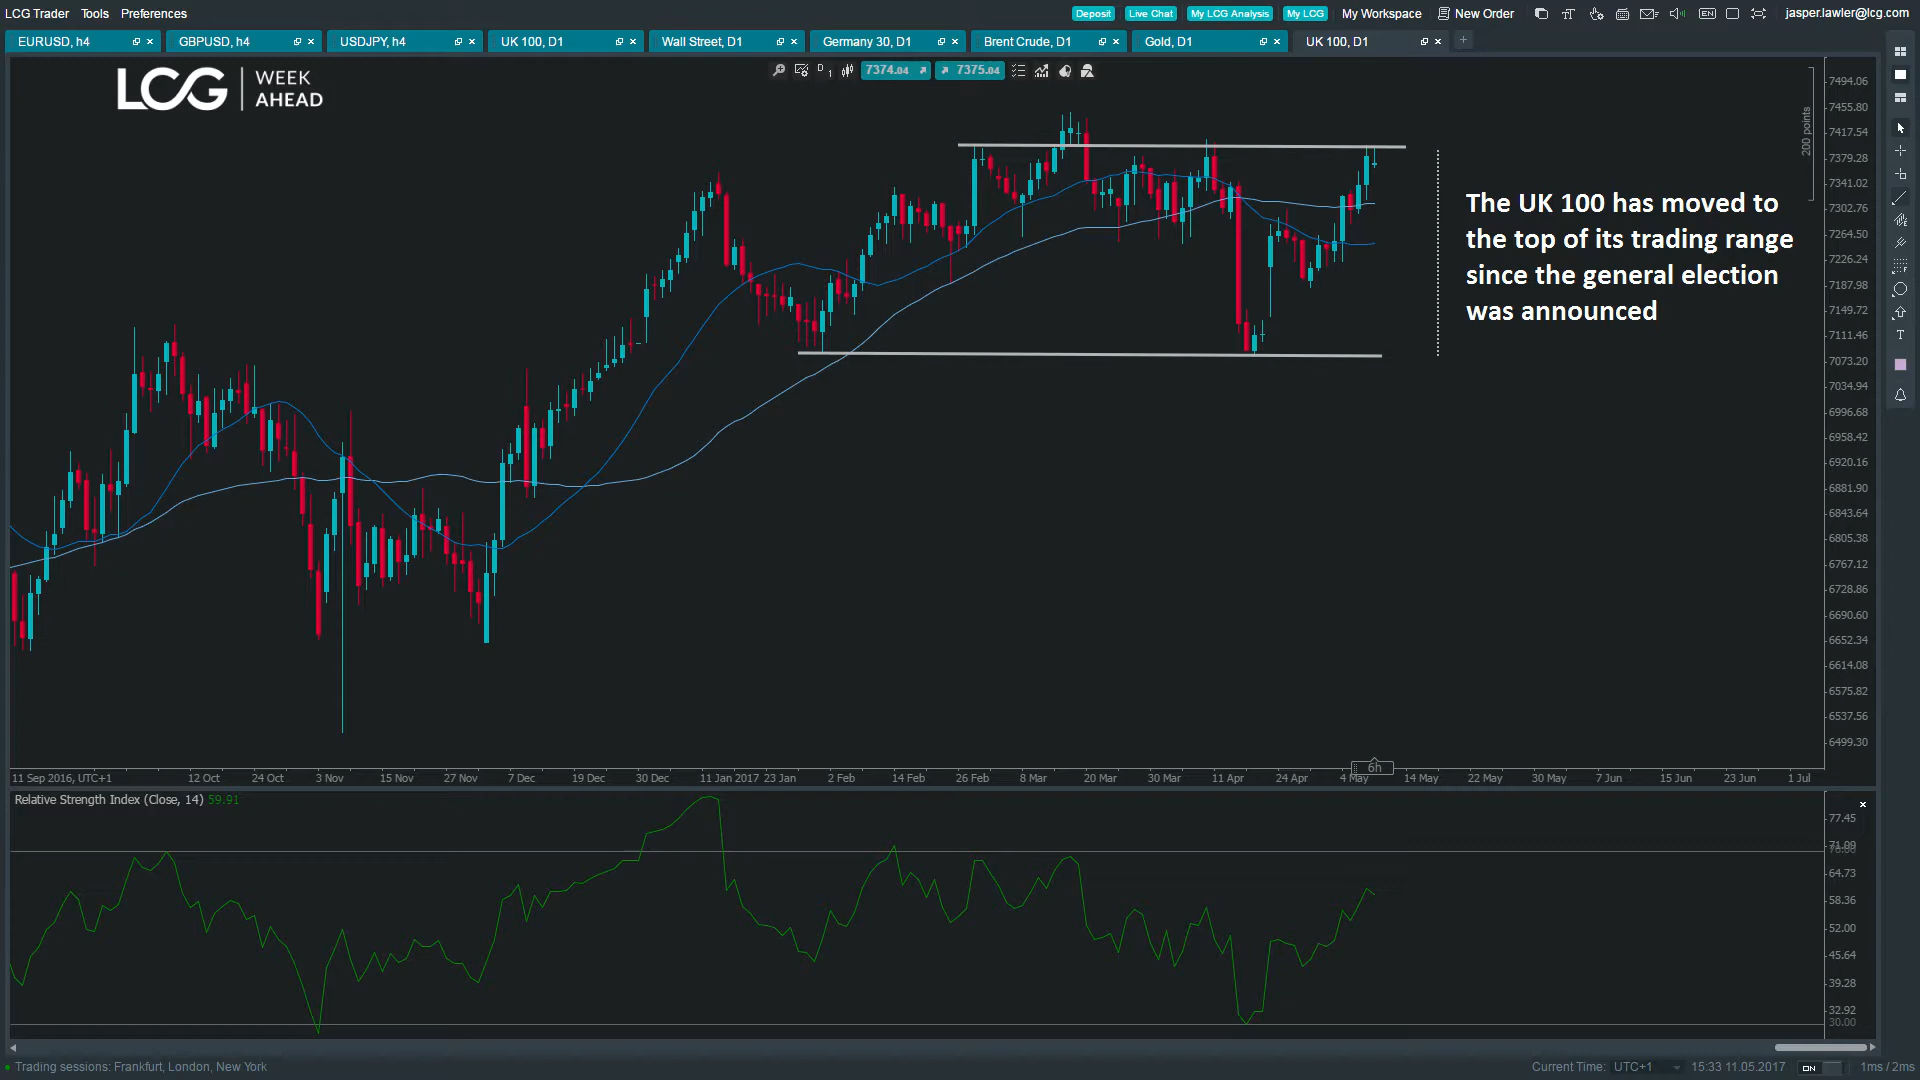 LCG Trader Tools Preferences
Deposit Live Chat My LCG Analysis My LCG My Workspace New Order EN jasper.lawler@lcg.com
EURUSD, h4 GBPUSD, h4 USDJPY, h4 UK 100, D1 Wall Street, D1 Germany 30, D1 Brent Crude, D1 Gold, D1 UK 100, D1
LCG WEEK AHEAD
D 1 7374.04 7375.04
The UK 100 has moved to
the top of its trading range
since the general election
was announced
200 points
7494.06
7455.80
7417.54
7379.28
7341.02
7302.76
7264.50
7226.24
7187.98
7149.72
7111.46
7073.20
7034.94
6996.68
6958.42
6920.16
6881.90
6843.64
6805.38
6767.12
6728.86
6690.60
6652.34
6614.08
6575.82
6537.56
6499.30
T
6h
11 Sep 2016, UTC+1 12 Oct 24 Oct 3 Nov 15 Nov 27 Nov 7 Dec 19 Dec 30 Dec 11 Jan 2017 23 Jan 2 Feb 14 Feb 26 Feb 8 Mar 20 Mar 30 Mar 11 Apr 24 Apr 4 May 14 May 22 May 30 May 7 Jun 15 Jun 23 Jun 1 Jul
Relative Strength Index (Close, 14) 59.91
77.45
71.09
70.00
64.73
58.36
52.00
45.64
39.28
32.92
30.00
Trading sessions: Frankfurt, London, New York
Current Time: UTC+1 15:33 11.05.2017 ON 1ms / 2ms